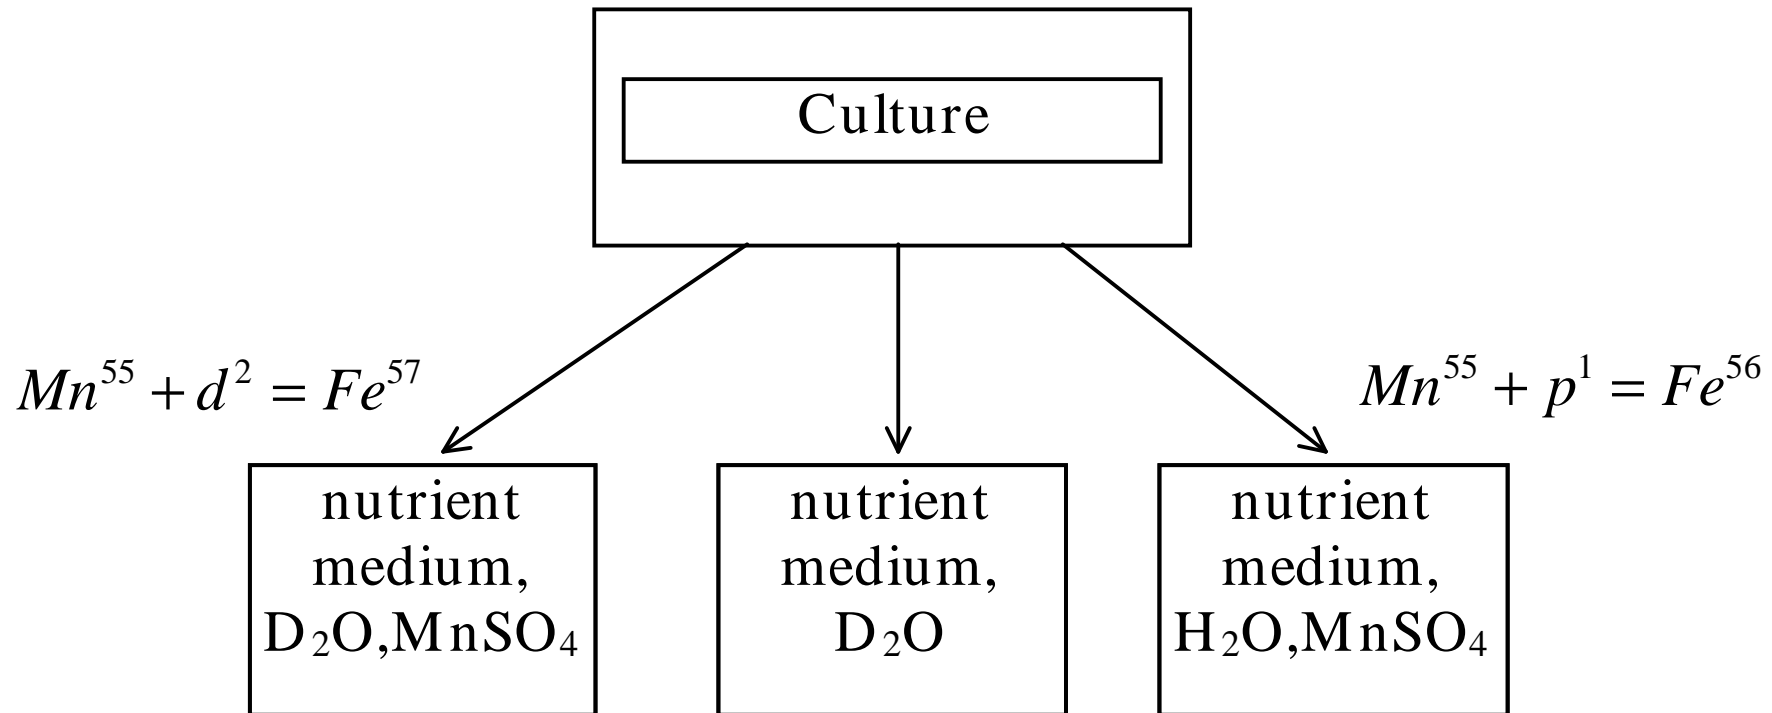 Culture
Mn⁵⁵ + d² = Fe⁵⁷
Mn⁵⁵ + p¹ = Fe⁵⁶
nutrient
medium,
D₂O,MnSO₄
nutrient
medium,
D₂O
nutrient
medium,
H₂O,MnSO₄